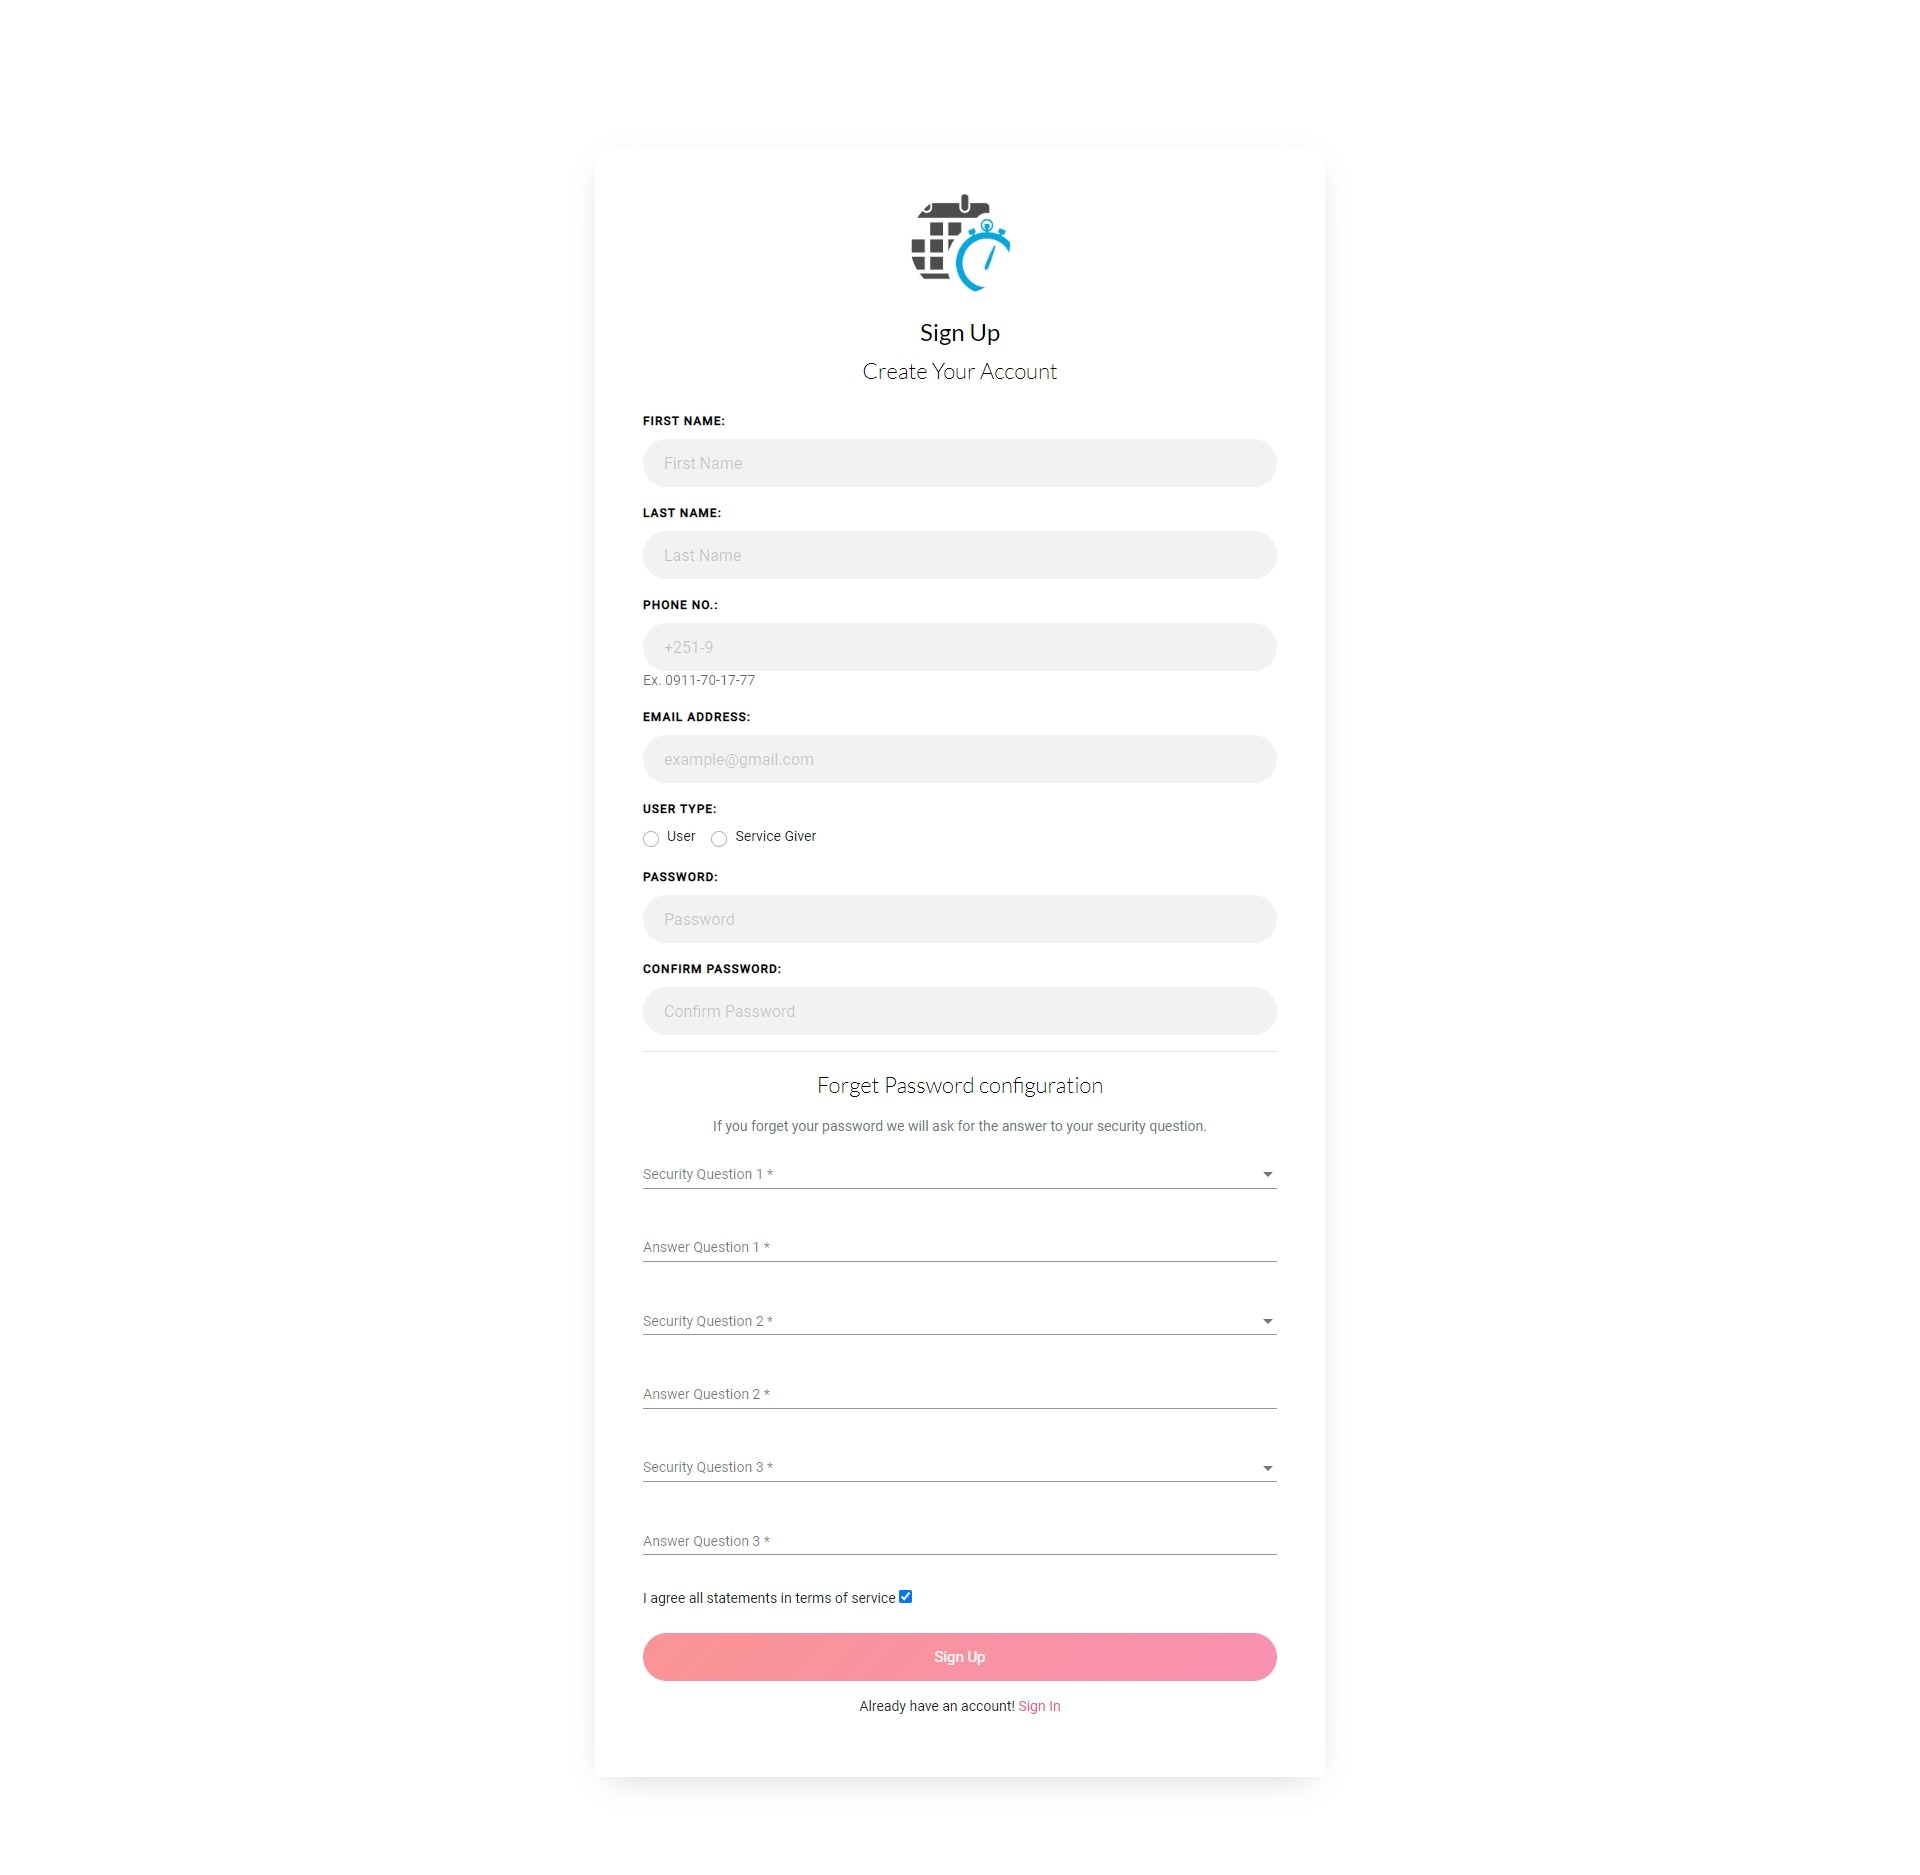 Sign Up
Create Your Account
FIRST NAME:
First Name
LAST NAME:
Last Name
PHONE NO.:
+251-9
Ex. 0911-70-17-77
EMAIL ADDRESS:
example@gmail.com
USER TYPE:
User Service Giver
PASSWORD:
Password
CONFIRM PASSWORD:
Confirm Password
Forget Password configuration
If you forget your password we will ask for the answer to your security question.
Security Question 1 *
Answer Question 1 *
Security Question 2 *
Answer Question 2 *
Security Question 3 *
Answer Question 3 *
I agree all statements in terms of service
Sign Up
Already have an account! Sign In